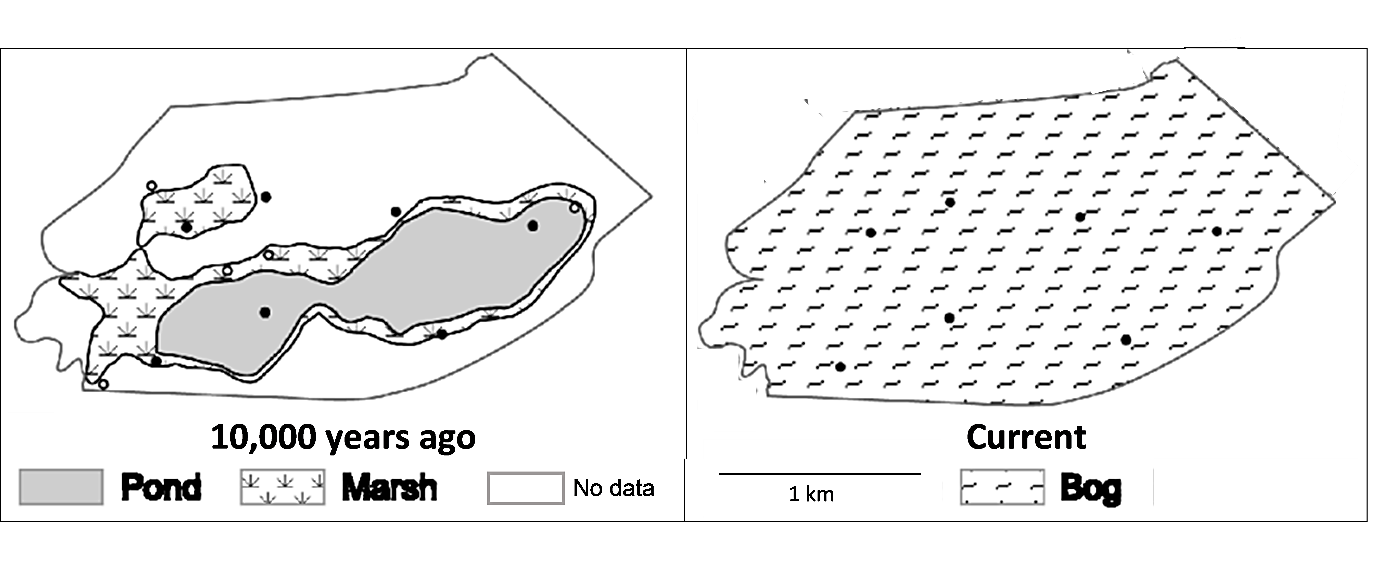 10,000 years ago
Pond
Marsh
No data
Current
1 km
Bog